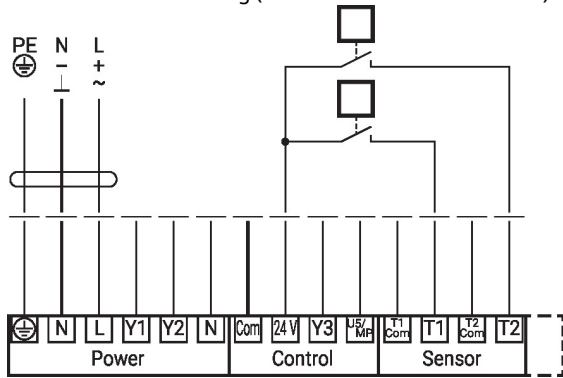 PE N L
– +
⊥ ~
N L Y1 Y2 N Com 24 V Y3 U5/MP T1 Com T1 T2 Com T2
Power Control Sensor